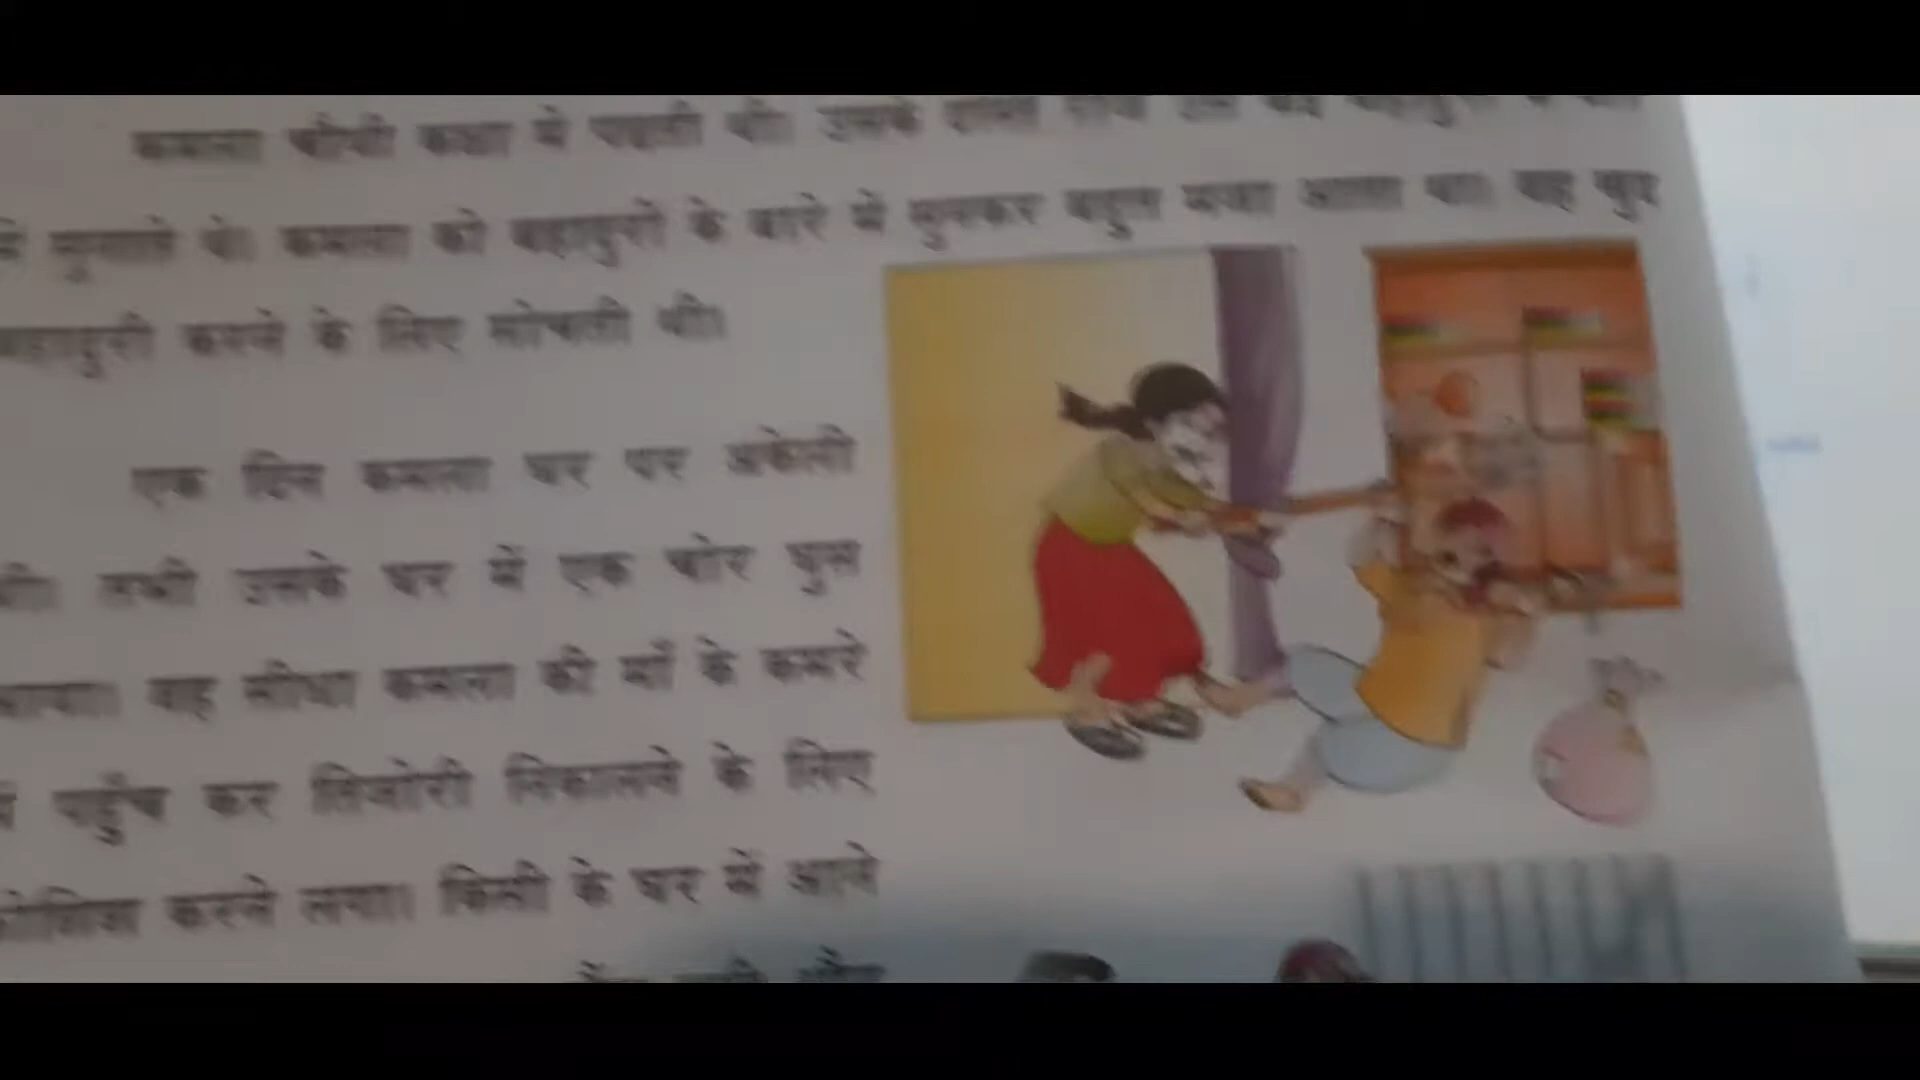 कमला चौथी कक्षा में पढ़ती थी। उसके
सुनाते थे। कमला को बहादुरी के बारे में सुनकर बहुत मजा आता था। वह खुद
बहादुरी करने के लिए सोचती थी।
एक दिन कमला घर पर अकेली
थी। तभी उसके घर में एक चोर घुस
आया। वह सीधा कमला की माँ के कमरे
में पहुँच कर तिजोरी निकालने के लिए
कोशिश करने लगा। किसी के घर में आने